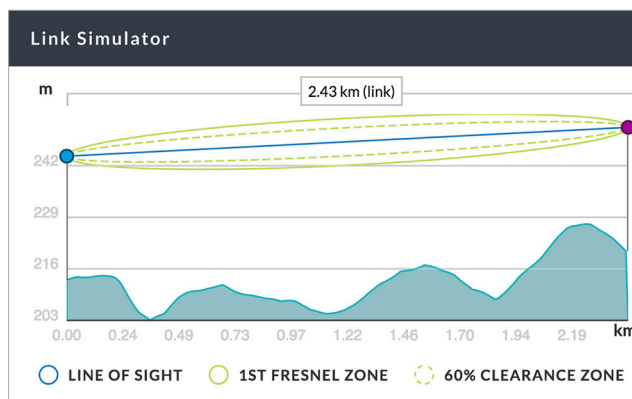 Link Simulator
m
2.43 km (link)
242
229
216
203
0.00 0.24 0.49 0.73 0.97 1.22 1.46 1.70 1.94 2.19
km
LINE OF SIGHT 1ST FRESNEL ZONE 60% CLEARANCE ZONE